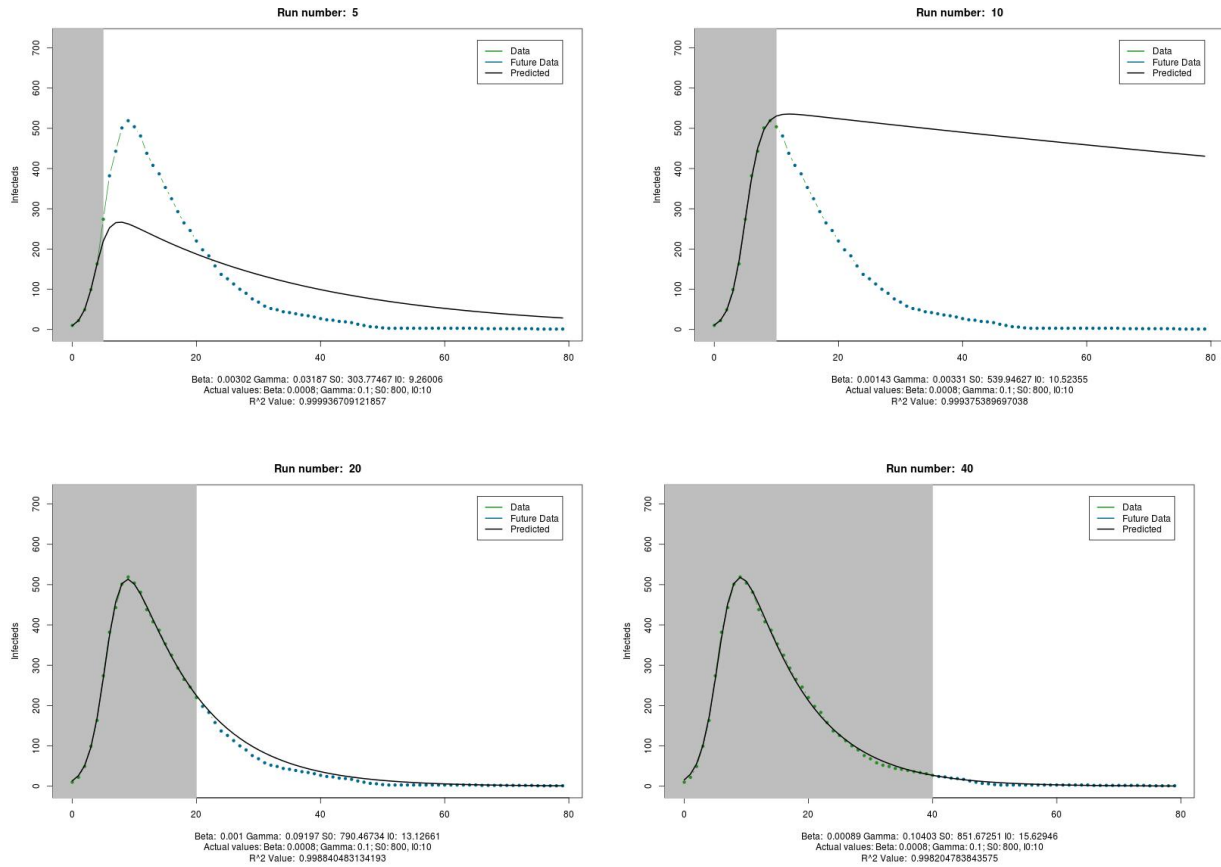 Run number: 5
Data
Future Data
Predicted
Infecteds
700
600
500
400
300
200
100
0
0 20 40 60 80
Beta: 0.00302 Gamma: 0.03187 S0: 303.77467 I0: 9.26006
Actual values: Beta: 0.0008; Gamma: 0.1; S0: 800, I0:10
R^2 Value: 0.999936709121857
Run number: 10
Data
Future Data
Predicted
Infecteds
700
600
500
400
300
200
100
0
0 20 40 60 80
Beta: 0.00143 Gamma: 0.00331 S0: 539.94627 I0: 10.52355
Actual values: Beta: 0.0008; Gamma: 0.1; S0: 800, I0:10
R^2 Value: 0.999375389697038
Run number: 20
Data
Future Data
Predicted
Infecteds
700
600
500
400
300
200
100
0
0 20 40 60 80
Beta: 0.001 Gamma: 0.09197 S0: 790.46734 I0: 13.12661
Actual values: Beta: 0.0008; Gamma: 0.1; S0: 800, I0:10
R^2 Value: 0.998840483134193
Run number: 40
Data
Future Data
Predicted
Infecteds
700
600
500
400
300
200
100
0
0 20 40 60 80
Beta: 0.00089 Gamma: 0.10403 S0: 851.67251 I0: 15.62946
Actual values: Beta: 0.0008; Gamma: 0.1; S0: 800, I0:10
R^2 Value: 0.998204783843575